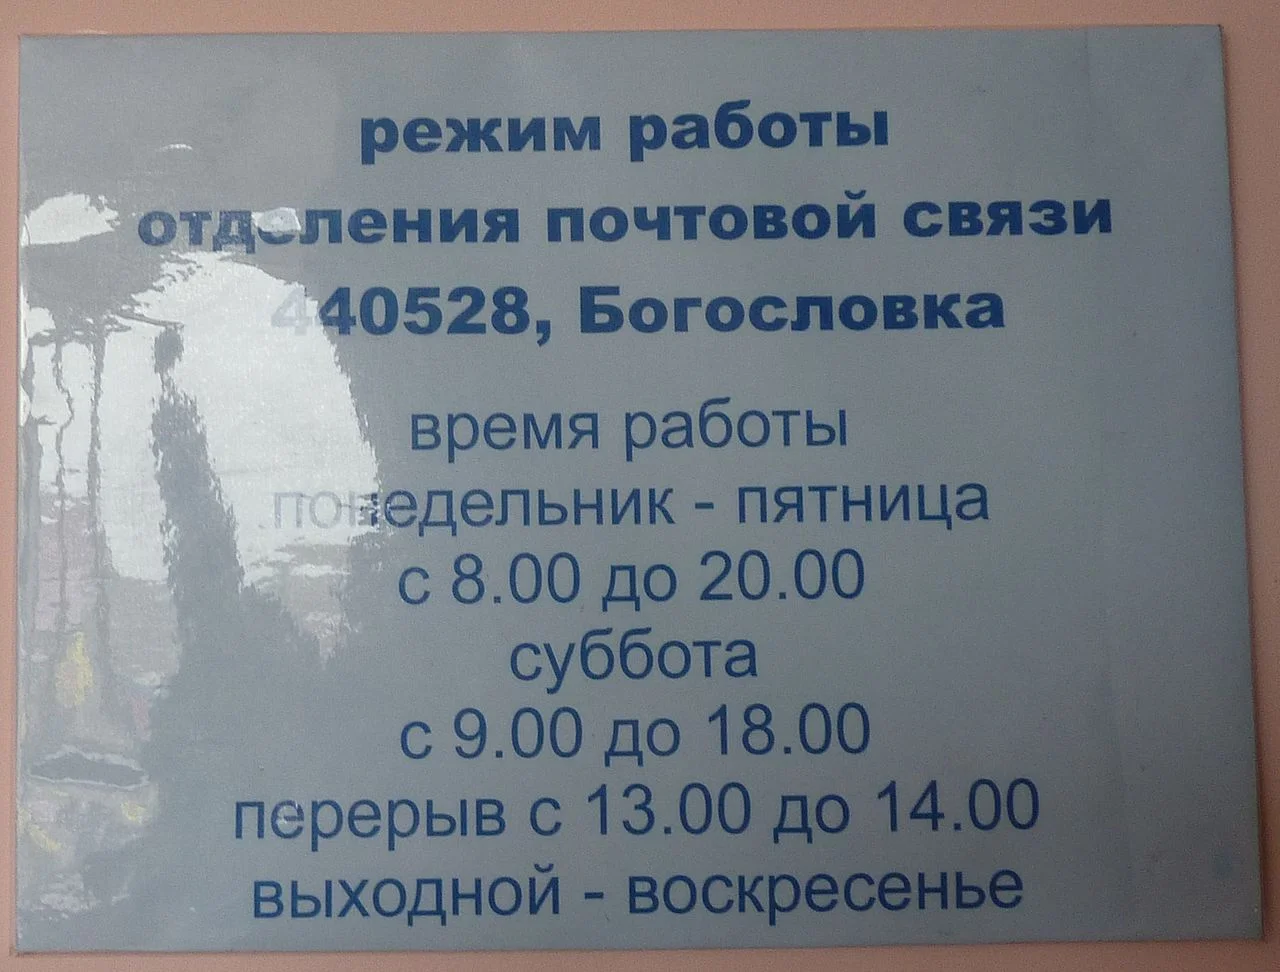 режим работы
отделения почтовой связи
440528, Богословка
время работы
понедельник - пятница
с 8.00 до 20.00
суббота
с 9.00 до 18.00
перерыв с 13.00 до 14.00
выходной - воскресенье